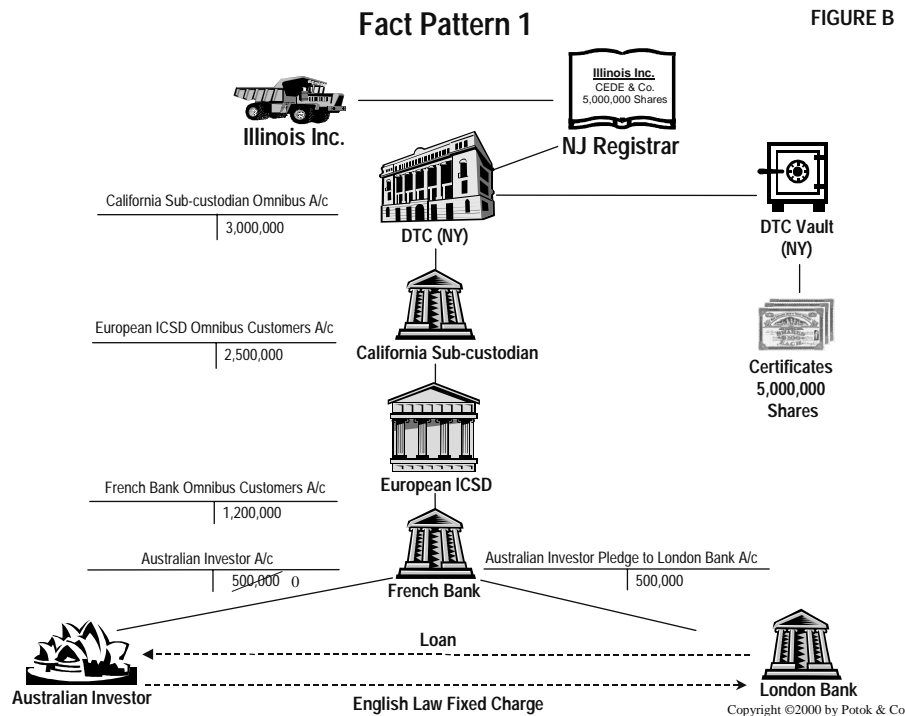 Fact Pattern 1
FIGURE B
Illinois Inc.
CEDE & Co.
5,000,000 Shares
Illinois Inc.
NJ Registrar
California Sub-custodian Omnibus A/c
3,000,000
DTC (NY)
DTC Vault
(NY)
European ICSD Omnibus Customers A/c
2,500,000
California Sub-custodian
Certificates
5,000,000
Shares
European ICSD
French Bank Omnibus Customers A/c
1,200,000
Australian Investor A/c
500,000 0
Australian Investor Pledge to London Bank A/c
500,000
French Bank
Loan
Australian Investor
English Law Fixed Charge
London Bank
Copyright ©2000 by Potok & Co